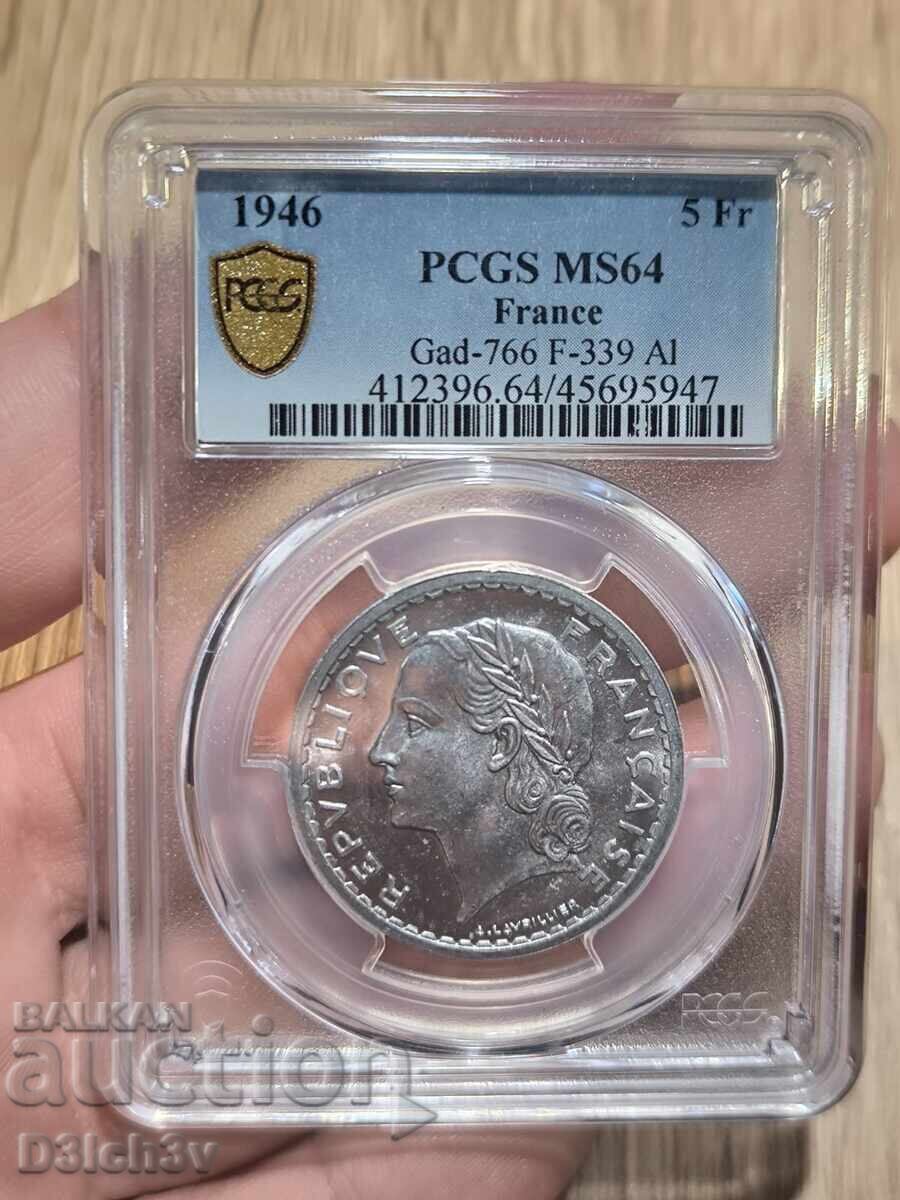 1946 5 Fr
PCGS
PCGS MS64
France
Gad-766 F-339 Al
412396.64/45695947
REPVBLIQVE FRANÇAISE
A.LAVRILLIER
PCGS
BALKAN
auction
D3lch3v